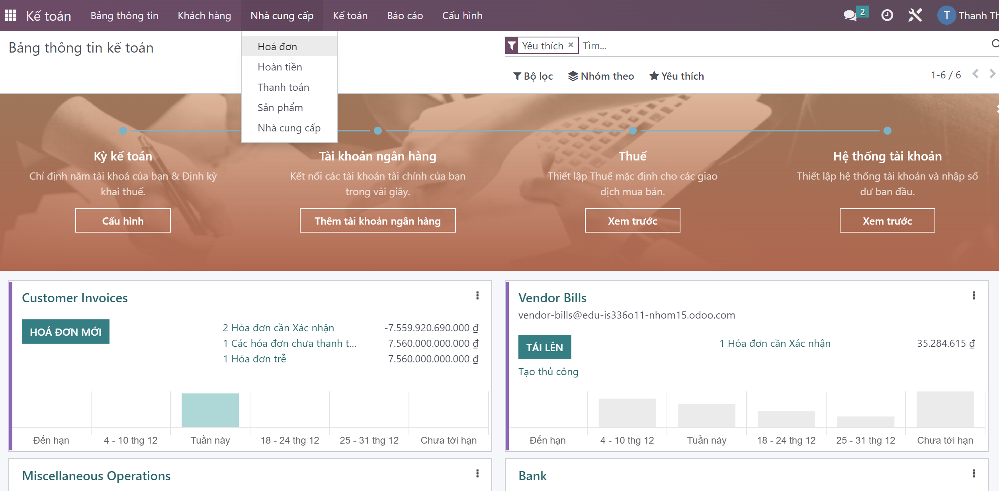 Kế toán Bảng thông tin Khách hàng Nhà cung cấp Kế toán Báo cáo Cấu hình 2 T Thanh Th
Bảng thông tin kế toán
Hoá đơn
Hoàn tiền
Thanh toán
Sản phẩm
Nhà cung cấp
Yêu thích × Tìm...
Bộ lọc Nhóm theo Yêu thích 1-6 / 6
Kỳ kế toán
Chỉ định năm tài khoá của bạn & Định kỳ
khai thuế.
Cấu hình
Tài khoản ngân hàng
Kết nối các tài khoản tài chính của bạn
trong vài giây.
Thêm tài khoản ngân hàng
Thuế
Thiết lập Thuế mặc định cho các giao
dịch mua bán.
Xem trước
Hệ thống tài khoản
Thiết lập hệ thống tài khoản và nhập số
dư ban đầu.
Xem trước
Customer Invoices
HOÁ ĐƠN MỚI
2 Hóa đơn cần Xác nhận -7.559.920.690.000 ₫
1 Các hóa đơn chưa thanh t... 7.560.000.000.000 ₫
1 Hóa đơn trễ 7.560.000.000.000 ₫
Đến hạn 4 - 10 thg 12 Tuần này 18 - 24 thg 12 25 - 31 thg 12 Chưa tới hạn
Vendor Bills
vendor-bills@edu-is336o11-nhom15.odoo.com
TẢI LÊN
1 Hóa đơn cần Xác nhận 35.284.615 ₫
Tạo thủ công
Đến hạn 4 - 10 thg 12 Tuần này 18 - 24 thg 12 25 - 31 thg 12 Chưa tới hạn
Miscellaneous Operations
Bank